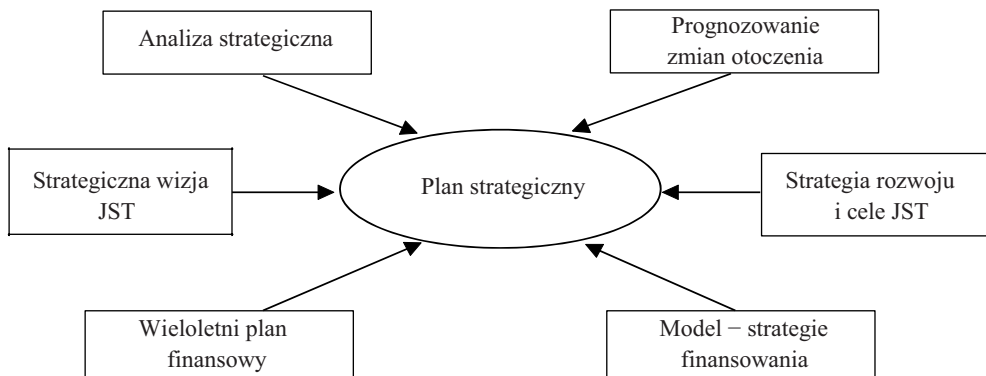 Analiza strategiczna
Prognozowanie
zmian otoczenia
Strategiczna wizja
JST
Plan strategiczny
Strategia rozwoju
i cele JST
Wieloletni plan
finansowy
Model − strategie
finansowania